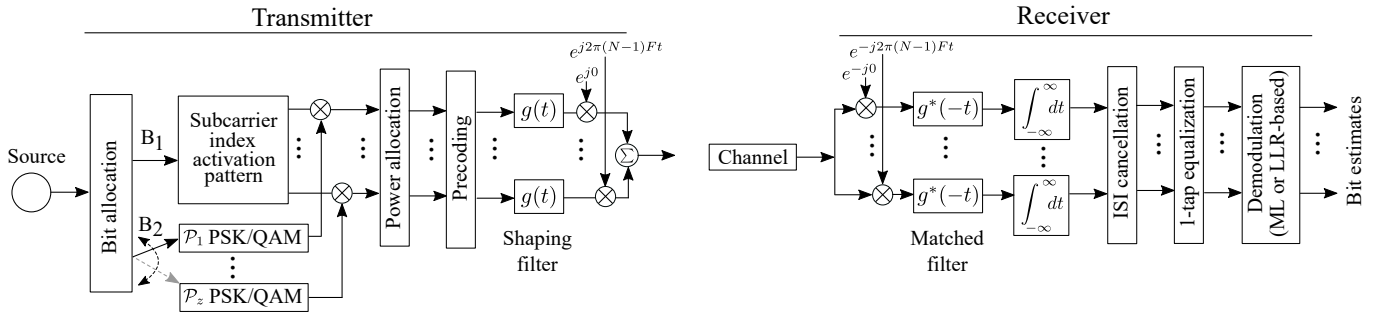 Transmitter
Source
Bit allocation
B₁
B₂
Subcarrier
index
activation
pattern
𝒫₁ PSK/QAM
𝒫_z PSK/QAM
Power allocation
Precoding
g(t)
g(t)
Shaping
filter
e^{j2π(N−1)Ft}
e^{j0}
Σ
Receiver
Channel
e^{−j2π(N−1)Ft}
e^{−j0}
g*(−t)
g*(−t)
Matched
filter
∫_{−∞}^{∞} dt
∫_{−∞}^{∞} dt
ISI cancellation
1-tap equalization
Demodulation
(ML or LLR-based)
Bit estimates